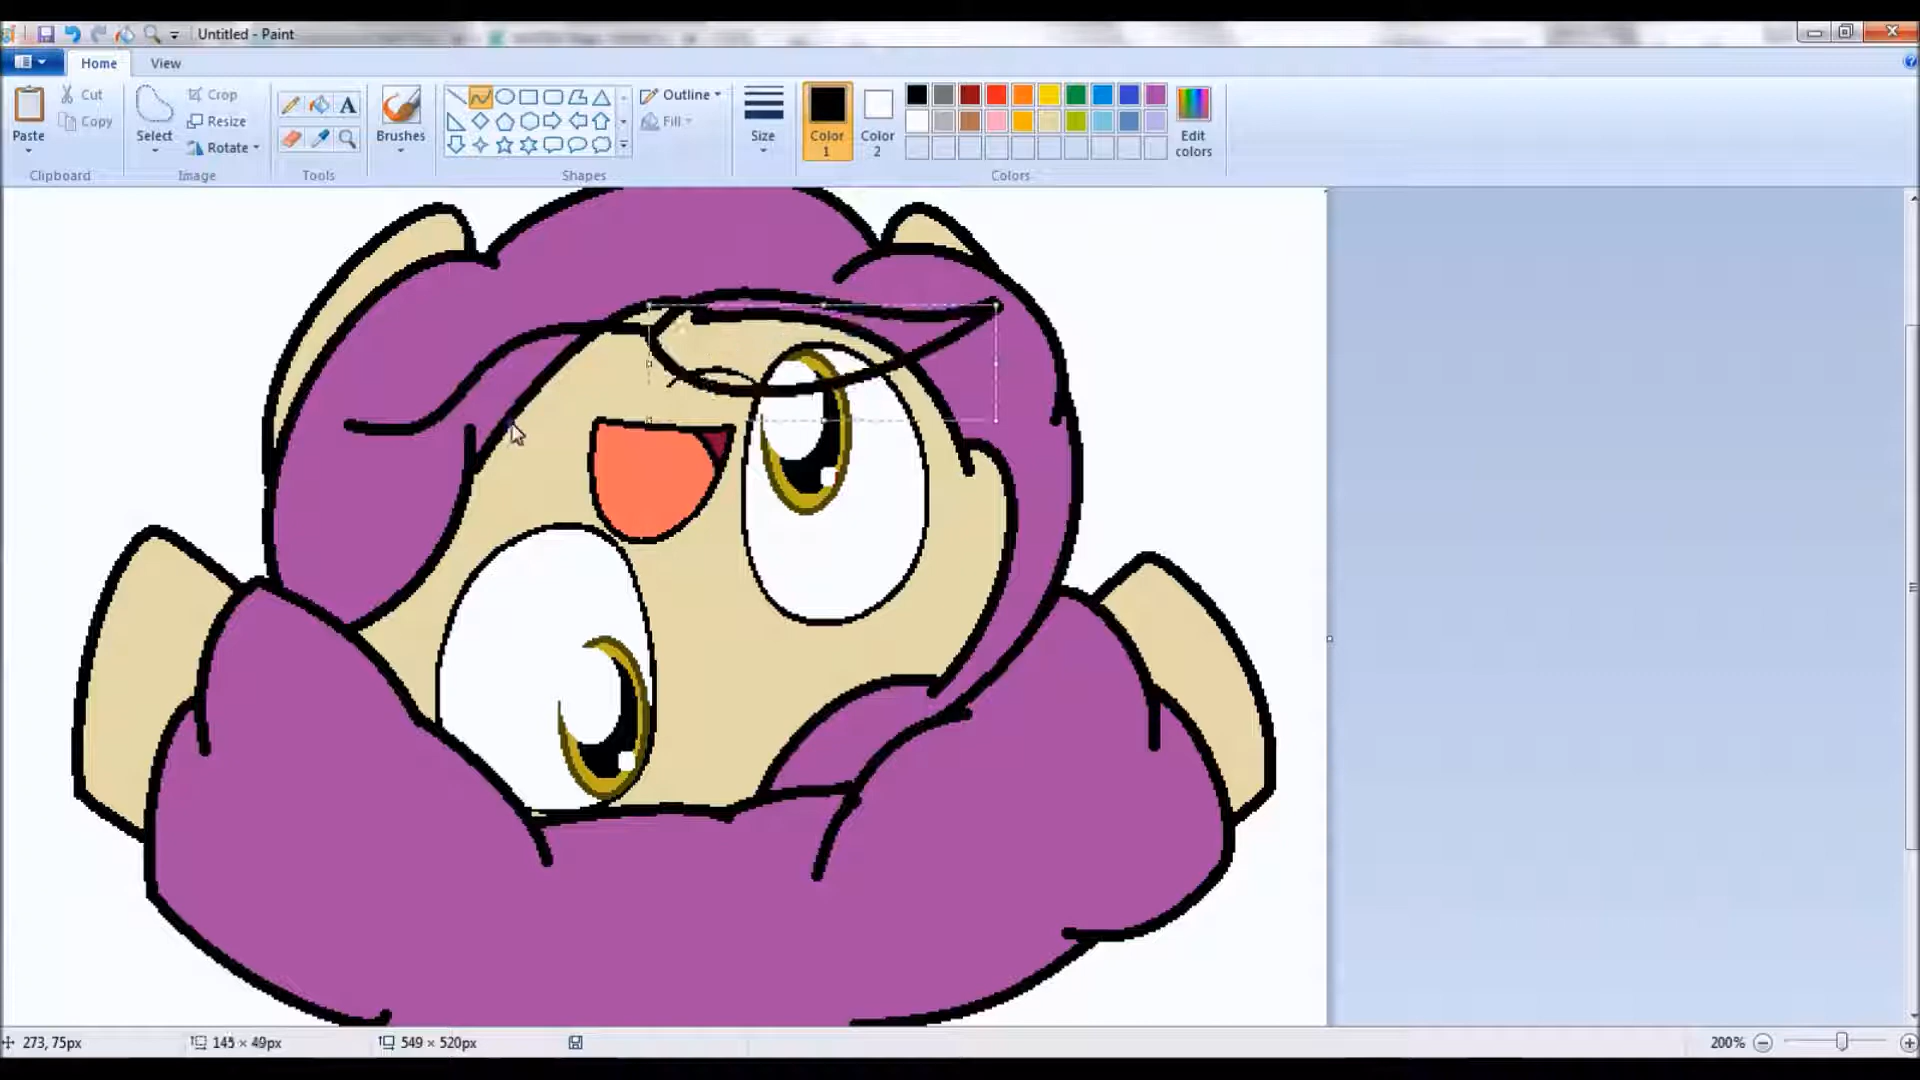 Untitled - Paint
Home
View
Cut
Copy
Paste
Clipboard
Crop
Resize
Rotate
Select
Image
A
Tools
Brushes
Outline
Fill
Shapes
Size
Color
1
Color
2
Edit
colors
Colors
273, 75px
145 × 49px
549 × 520px
200%